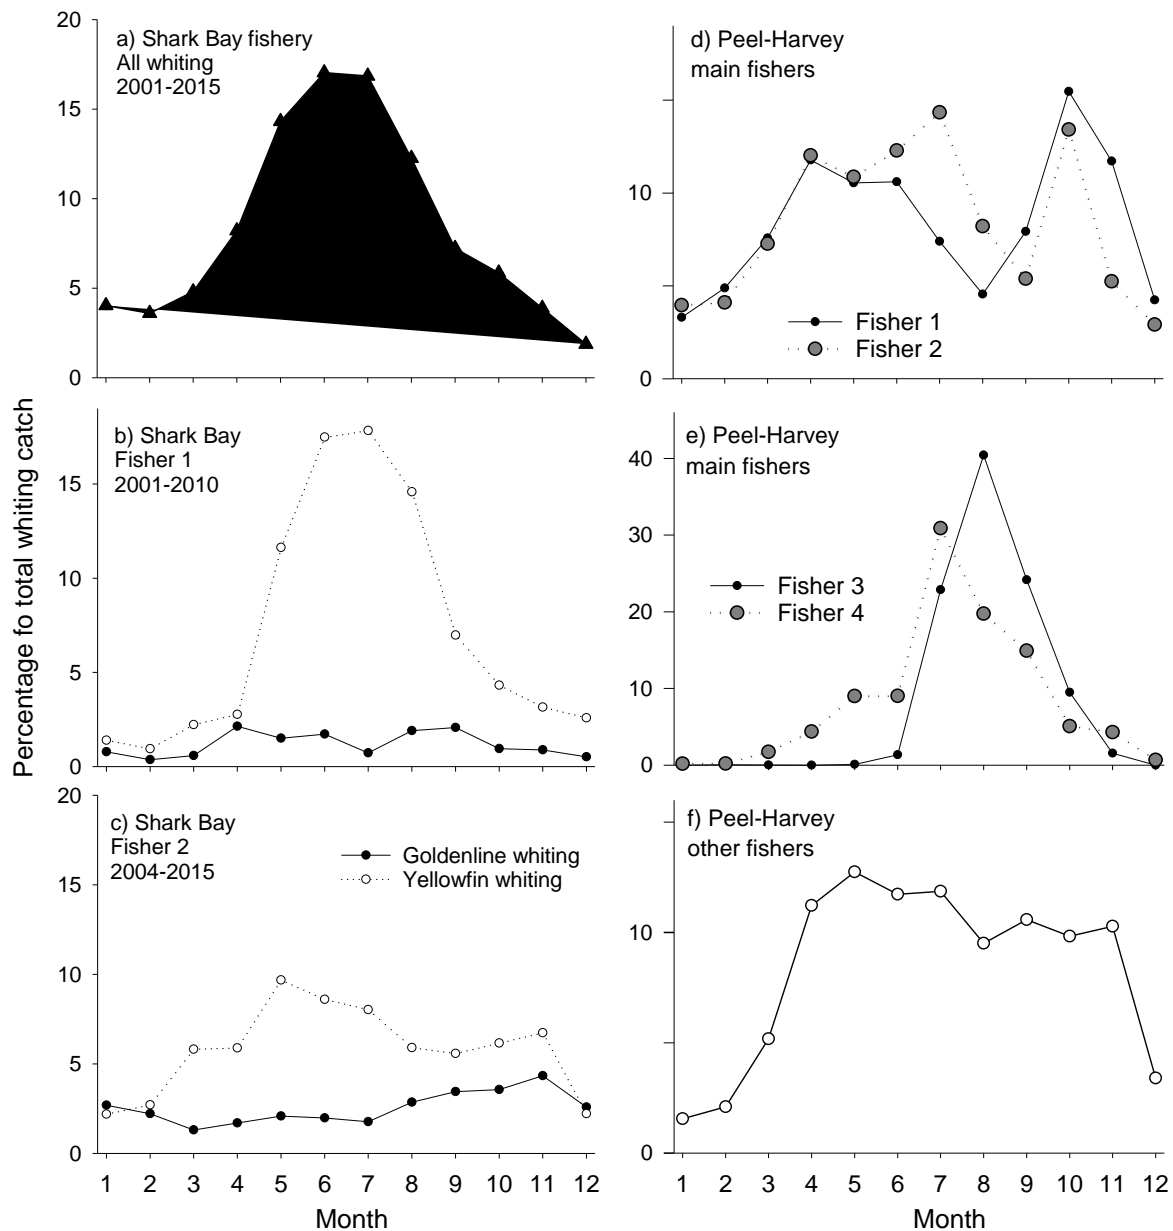 Percentage fo total whiting catch
a) Shark Bay fishery
All whiting
2001-2015
20
15
10
5
0
b) Shark Bay
Fisher 1
2001-2010
15
10
5
0
c) Shark Bay
Fisher 2
2004-2015
Goldenline whiting
Yellowfin whiting
20
15
10
5
0
1 2 3 4 5 6 7 8 9 10 11 12
Month
d) Peel-Harvey
main fishers
Fisher 1
Fisher 2
10
0
e) Peel-Harvey
main fishers
Fisher 3
Fisher 4
40
30
20
10
0
f) Peel-Harvey
other fishers
10
0
1 2 3 4 5 6 7 8 9 10 11 12
Month